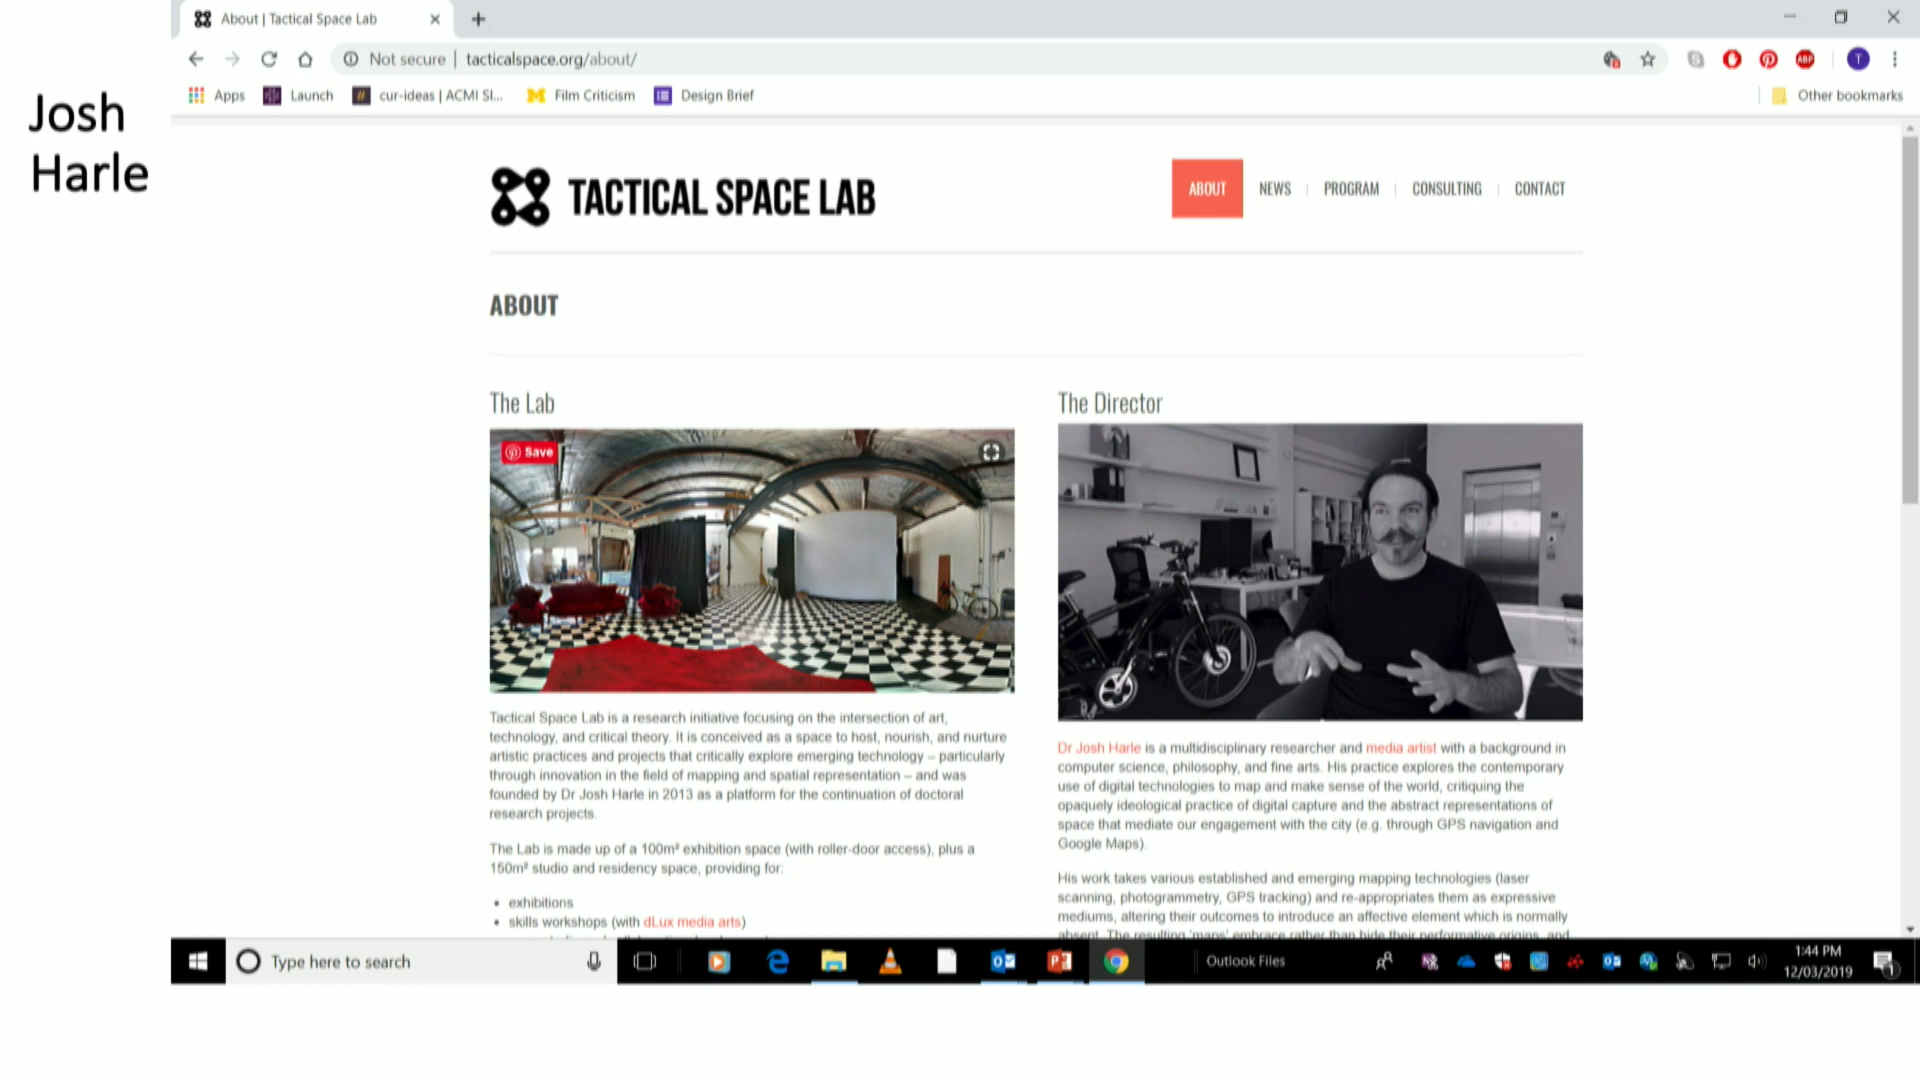 Josh
Harle
About | Tactical Space Lab
Not secure | tacticalspace.org/about/
ABP
T
Apps
Launch
cur-ideas | ACMI Sl...
Film Criticism
Design Brief
Other bookmarks
TACTICAL SPACE LAB
ABOUT
NEWS
PROGRAM
CONSULTING
CONTACT
ABOUT
The Lab
Save
Tactical Space Lab is a research initiative focusing on the intersection of art,
technology, and critical theory. It is conceived as a space to host, nourish, and nurture
artistic practices and projects that critically explore emerging technology – particularly
through innovation in the field of mapping and spatial representation – and was
founded by Dr Josh Harle in 2013 as a platform for the continuation of doctoral
research projects.
The Lab is made up of a 100m² exhibition space (with roller-door access), plus a
150m² studio and residency space, providing for:
• exhibitions
• skills workshops (with dLux media arts)
The Director
Dr Josh Harle is a multidisciplinary researcher and media artist with a background in
computer science, philosophy, and fine arts. His practice explores the contemporary
use of digital technologies to map and make sense of the world, critiquing the
opaquely ideological practice of digital capture and the abstract representations of
space that mediate our engagement with the city (e.g. through GPS navigation and
Google Maps).
His work takes various established and emerging mapping technologies (laser
scanning, photogrammetry, GPS tracking) and re-appropriates them as expressive
mediums, altering their outcomes to introduce an affective element which is normally
absent. The resulting 'maps' embrace rather than hide their performative origins, and
Type here to search
Outlook Files
1:44 PM
12/03/2019
1